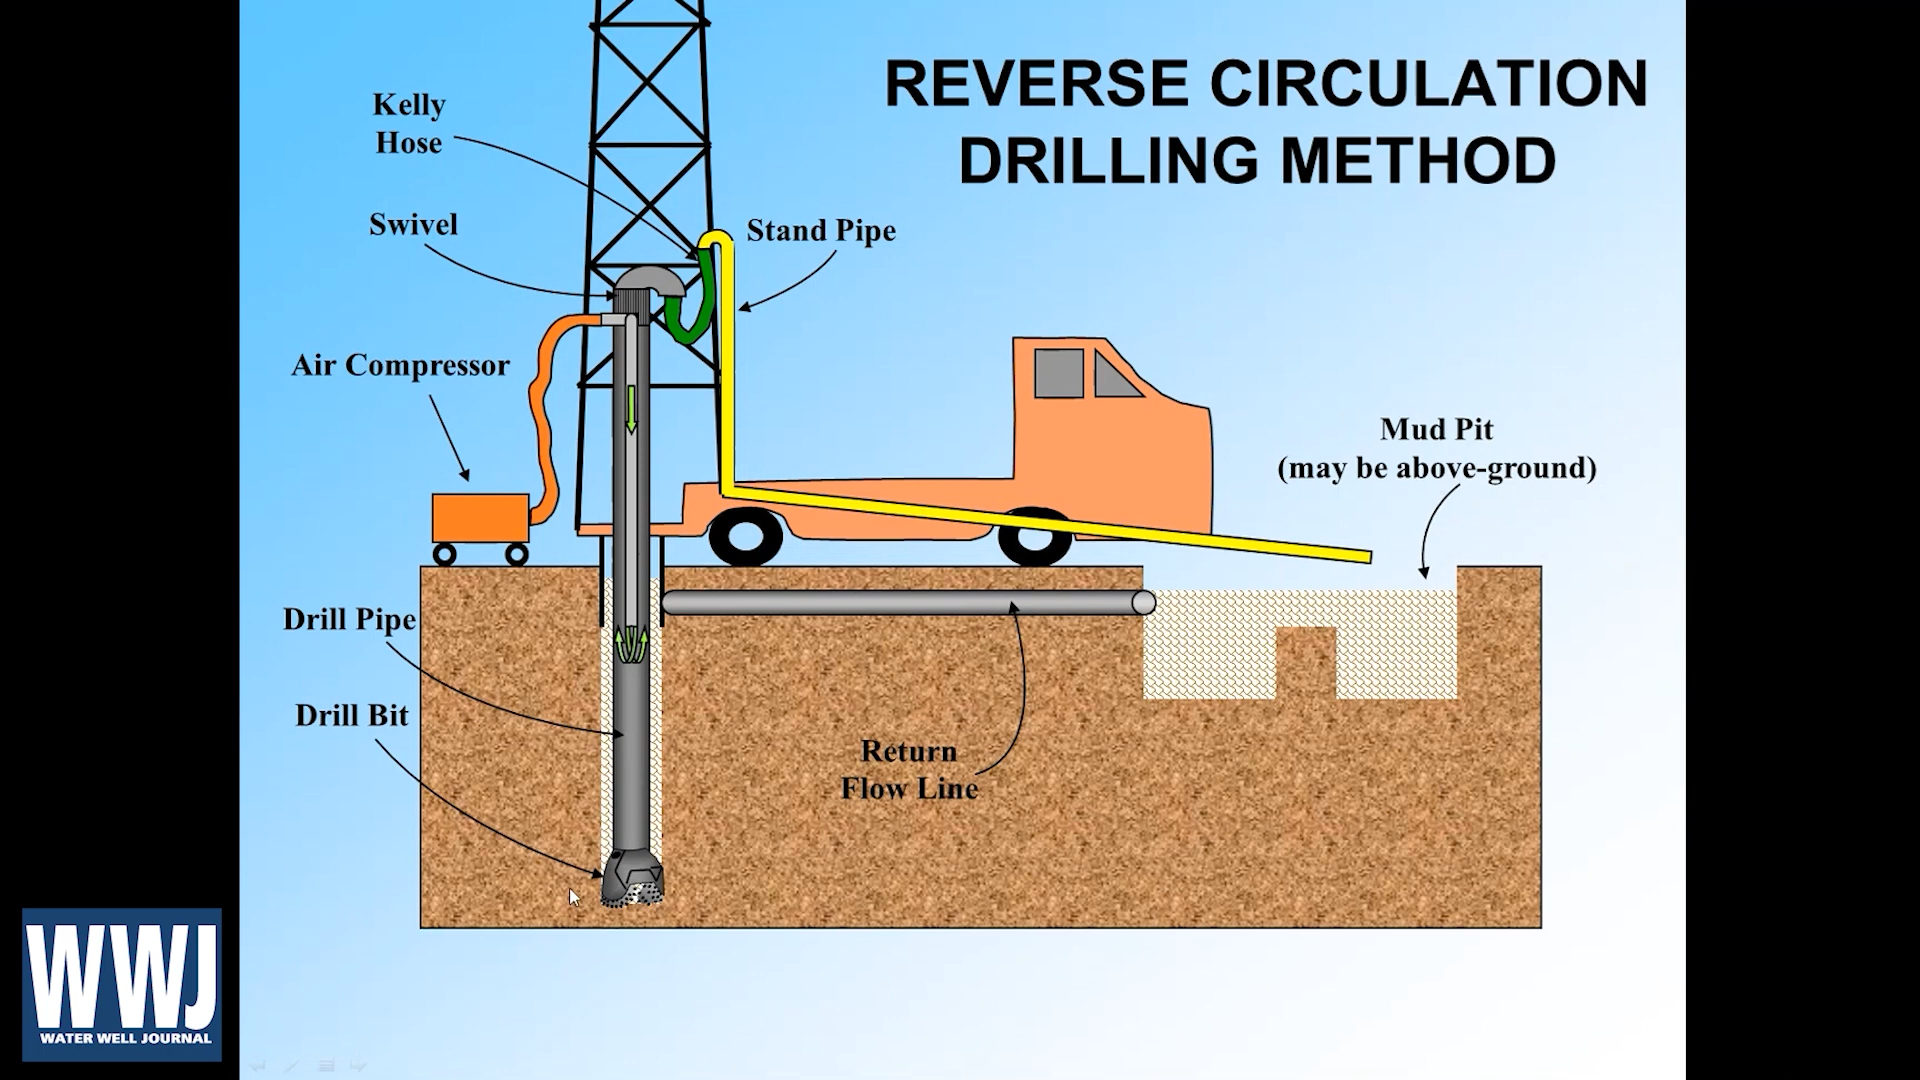 REVERSE CIRCULATION
DRILLING METHOD
Kelly
Hose
Swivel
Stand Pipe
Air Compressor
Mud Pit
(may be above-ground)
Drill Pipe
Drill Bit
Return
Flow Line
WWJ
WATER WELL JOURNAL